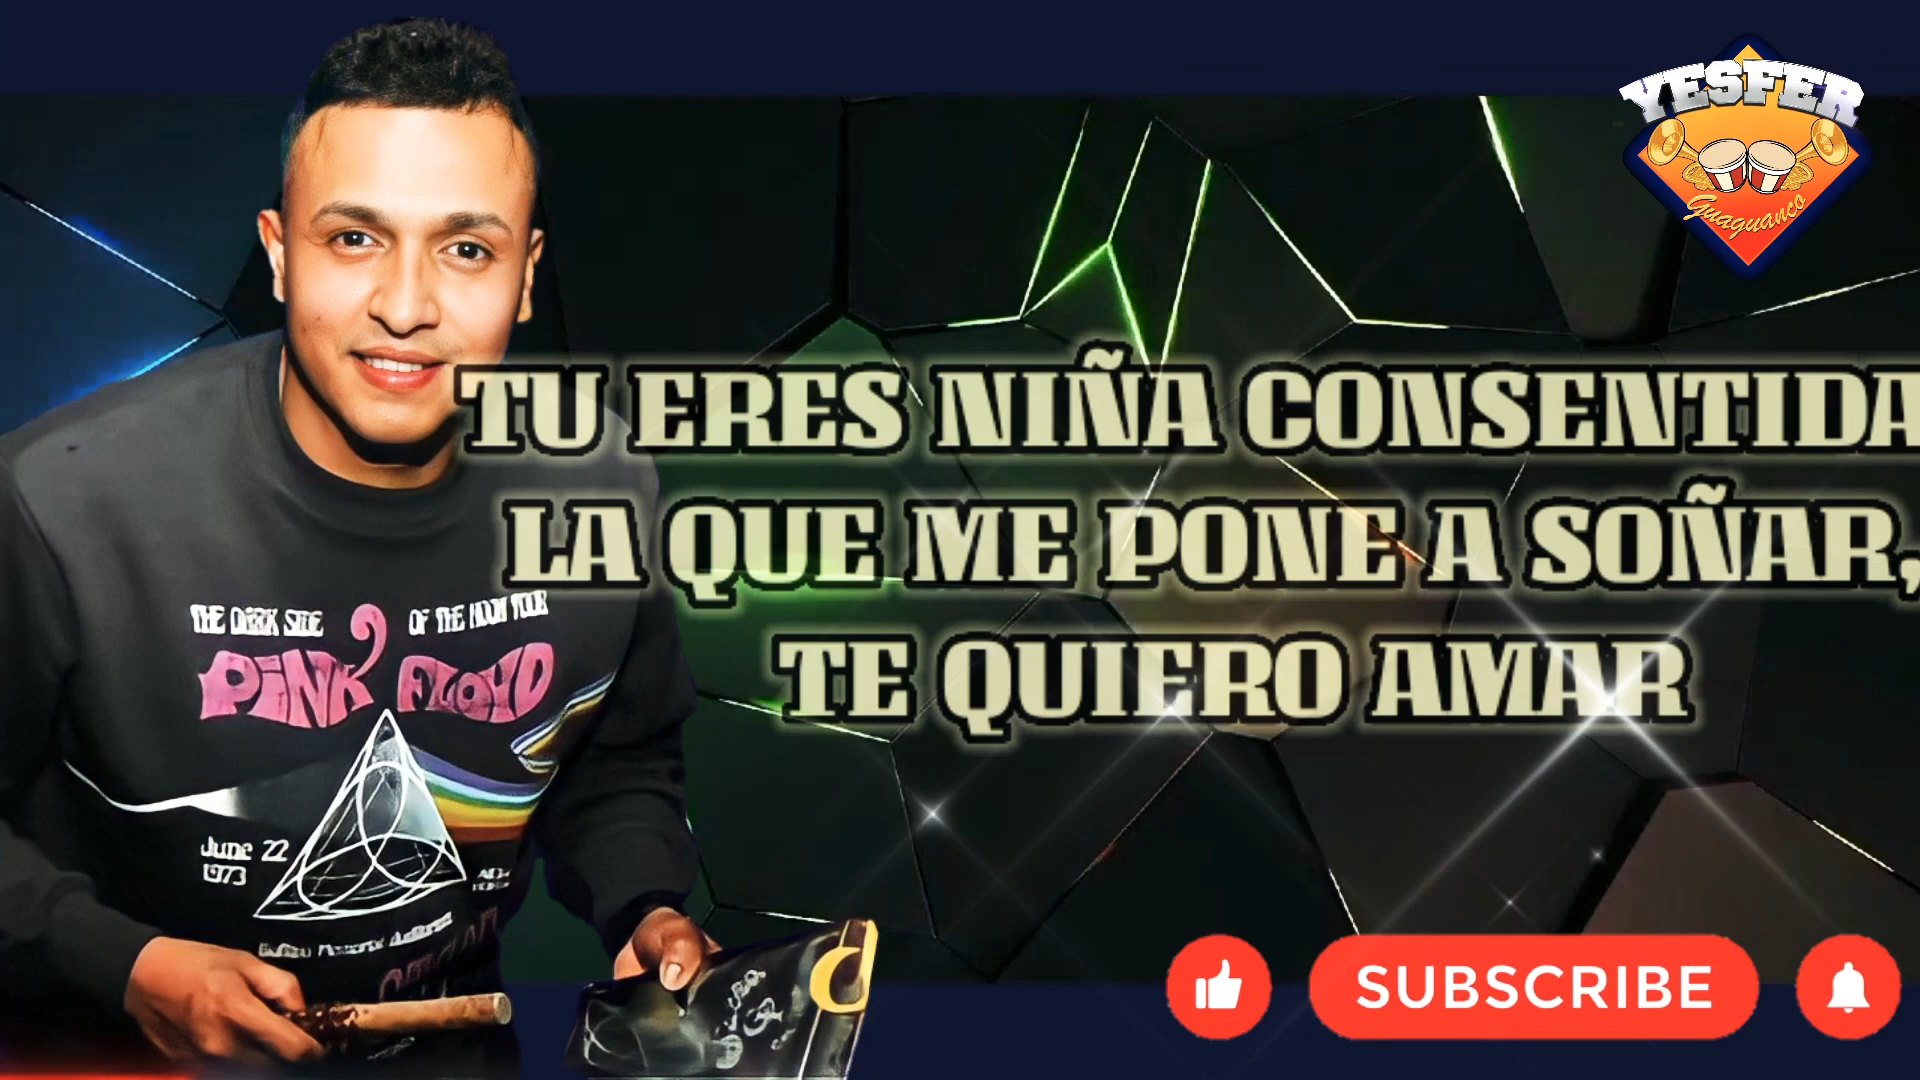 YESFER
Guaguanco
TU ERES NIÑA CONSENTIDA
LA QUE ME PONE A SOÑAR,
TE QUIERO AMAR
THE DARK SIDE OF THE MOON TOUR
PINK FLOYD
June 22
1973
SUBSCRIBE